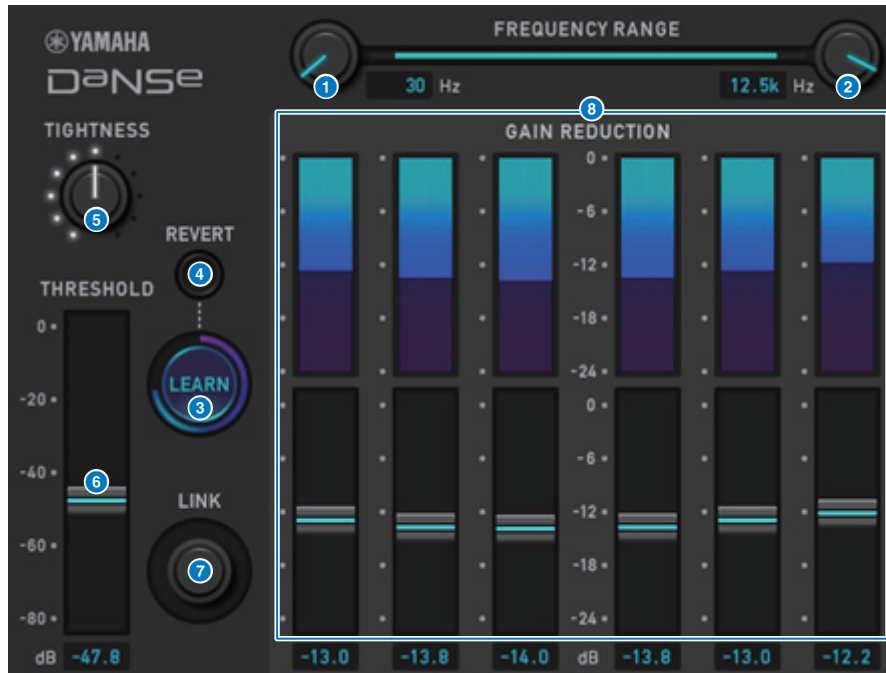 YAMAHA
DaNSe
FREQUENCY RANGE
1
30 Hz
12.5k Hz
2
8
TIGHTNESS
5
REVERT
4
LEARN
3
LINK
7
THRESHOLD
0
-20
-40
6
-60
-80
dB -47.8
GAIN REDUCTION
0
-6
-12
-18
-24
0
-6
-12
-18
-24
-13.0 -13.8 -14.0 dB -13.8 -13.0 -12.2